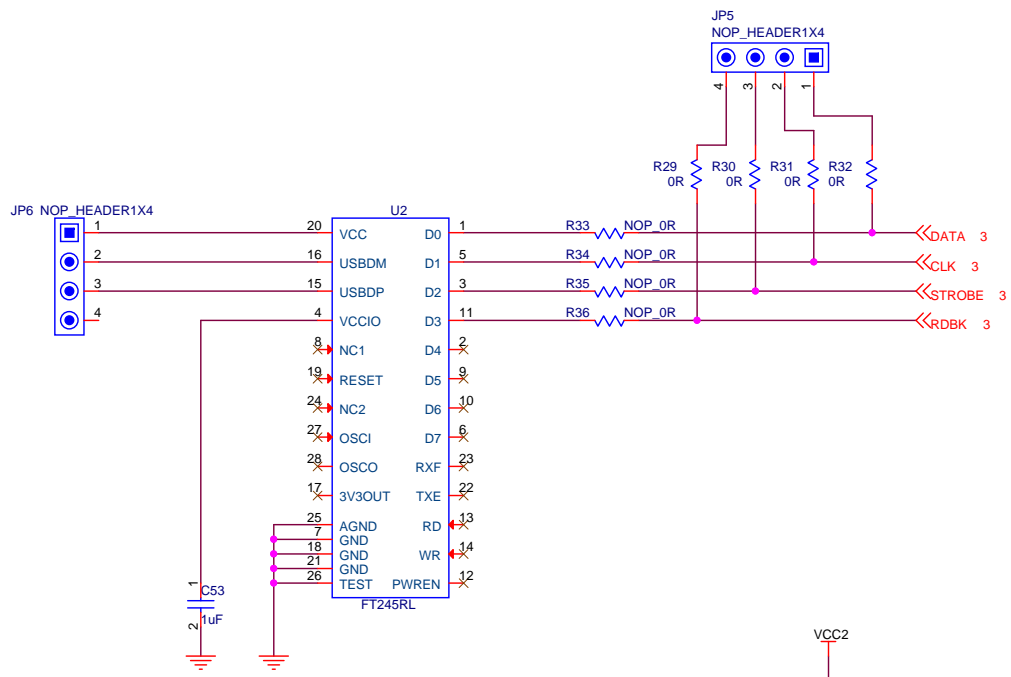 JP5
NOP_HEADER1X4
4
3
2
1
R29
0R
R30
0R
R31
0R
R32
0R
JP6 NOP_HEADER1X4
1
2
3
4
U2
20 VCC D0 1
16 USBDM D1 5
15 USBDP D2 3
4 VCCIO D3 11
8 NC1 D4 2
19 RESET D5 9
24 NC2 D6 10
27 OSCI D7 6
28 OSCO RXF 23
17 3V3OUT TXE 22
25 AGND RD 13
7 GND
18 GND WR 14
21 GND
26 TEST PWREN 12
FT245RL
R33 NOP_0R
R34 NOP_0R
R35 NOP_0R
R36 NOP_0R
DATA 3
CLK 3
STROBE 3
RDBK 3
1
C53
1uF
2
VCC2